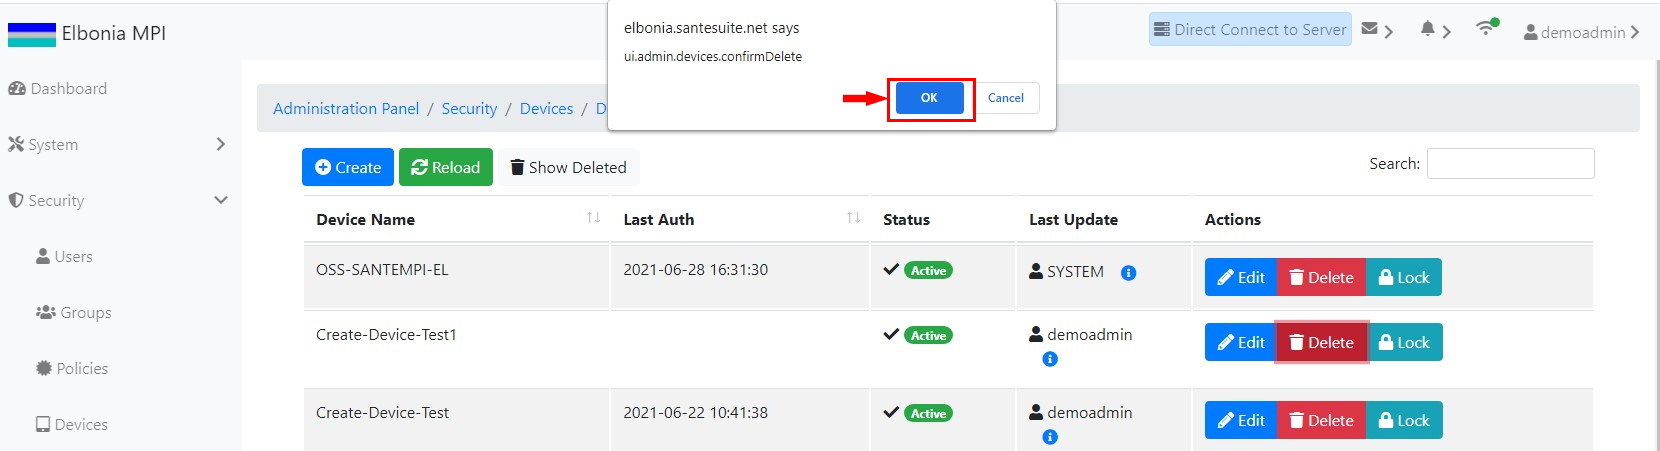 Elbonia MPI
elbonia.santesuite.net says
ui.admin.devices.confirmDelete
OK
Cancel
Direct Connect to Server
demoadmin
Dashboard
System
Security
Users
Groups
Policies
Devices
Administration Panel / Security / Devices / D
Create
Reload
Show Deleted
Search:
Device Name Last Auth Status Last Update Actions
OSS-SANTEMPI-EL 2021-06-28 16:31:30 Active SYSTEM Edit Delete Lock
Create-Device-Test1 Active demoadmin Edit Delete Lock
Create-Device-Test 2021-06-22 10:41:38 Active demoadmin Edit Delete Lock